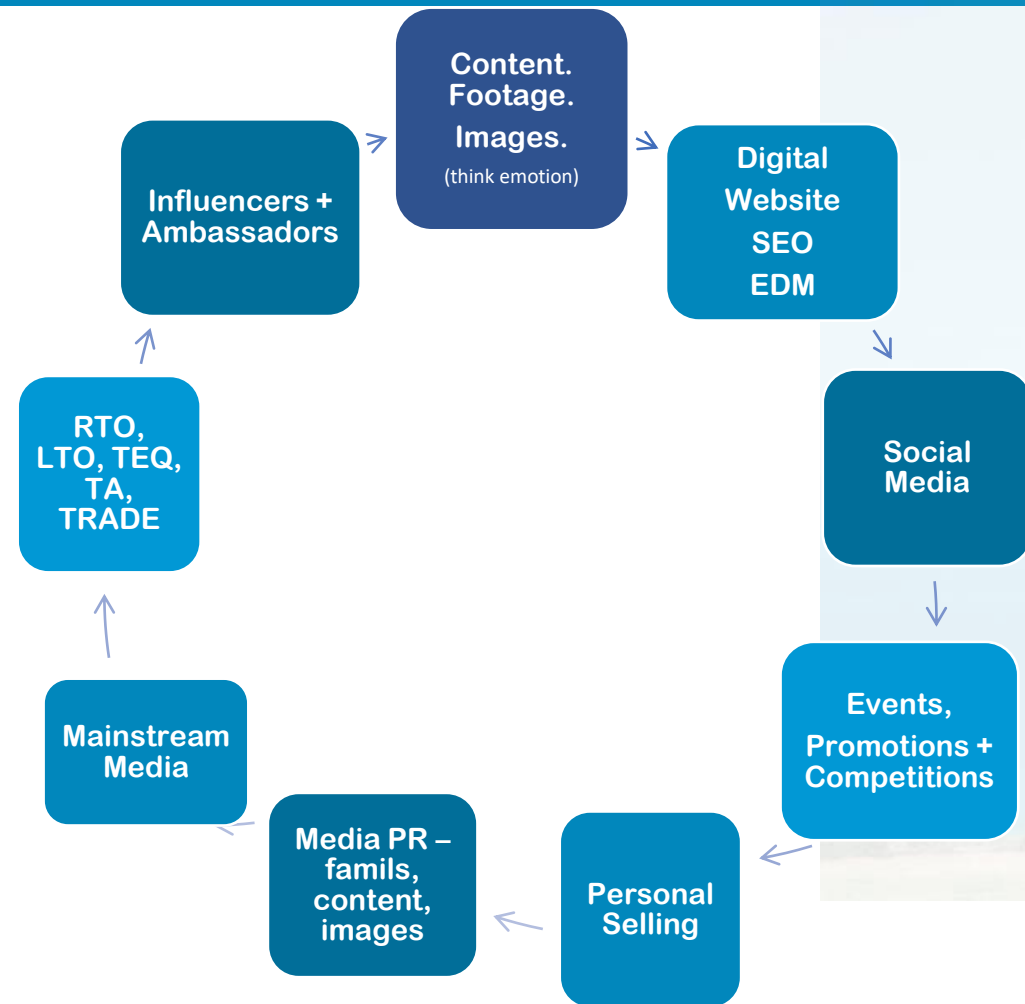 Content.
Footage.
Images.
(think emotion)
Digital
Website
SEO
EDM
Social
Media
Events,
Promotions +
Competitions
Personal
Selling
Media PR –
famils,
content,
images
Mainstream
Media
RTO,
LTO, TEQ,
TA,
TRADE
Influencers +
Ambassadors